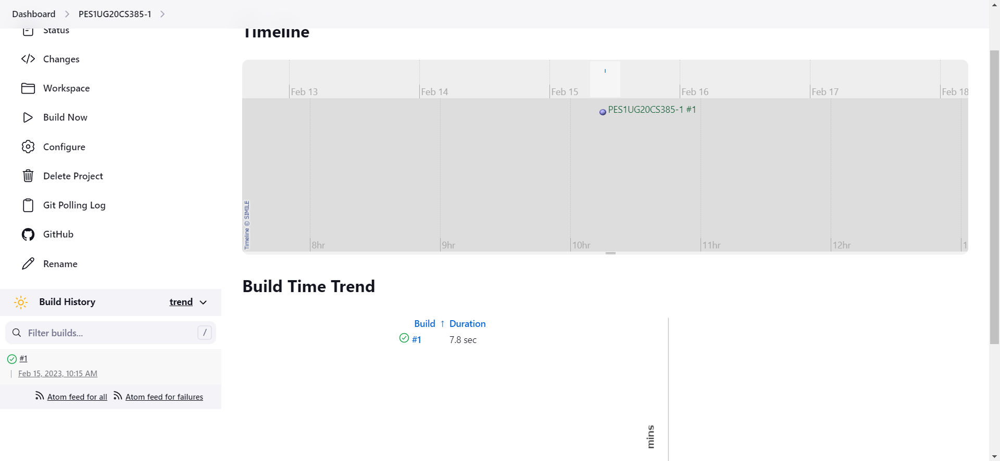 Dashboard > PES1UG20CS385-1 >
Status
Changes
Workspace
Build Now
Configure
Delete Project
Git Polling Log
GitHub
Rename
Build History trend
Filter builds... /
#1
Feb 15, 2023, 10:15 AM
Atom feed for all Atom feed for failures
Timeline
Feb 13 Feb 14 Feb 15 Feb 16 Feb 17 Feb 18
PES1UG20CS385-1 #1
Timeline © SIMILE
8hr 9hr 10hr 11hr 12hr 1
Build Time Trend
Build ↑ Duration
#1 7.8 sec
mins